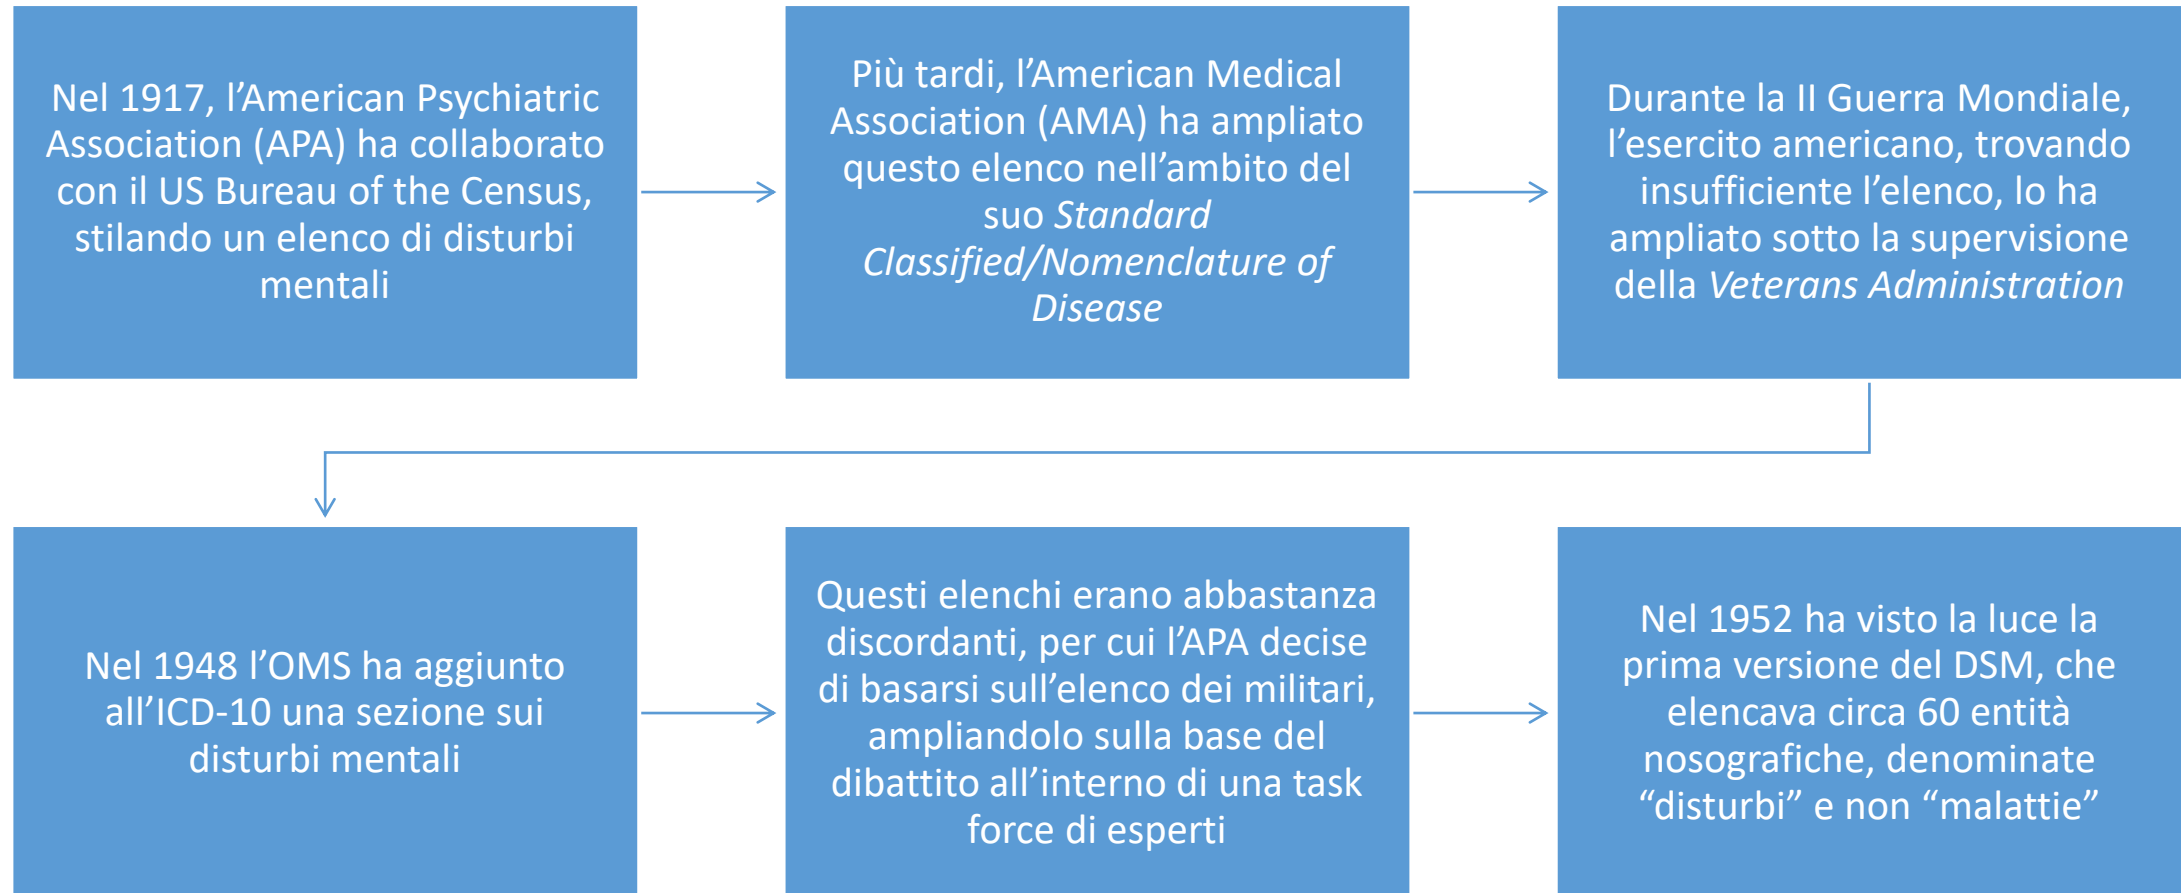 Nel 1917, l’American Psychiatric
Association (APA) ha collaborato
con il US Bureau of the Census,
stilando un elenco di disturbi
mentali
Più tardi, l’American Medical
Association (AMA) ha ampliato
questo elenco nell’ambito del
suo Standard
Classified/Nomenclature of
Disease
Durante la II Guerra Mondiale,
l’esercito americano, trovando
insufficiente l’elenco, lo ha
ampliato sotto la supervisione
della Veterans Administration
Nel 1948 l’OMS ha aggiunto
all’ICD-10 una sezione sui
disturbi mentali
Questi elenchi erano abbastanza
discordanti, per cui l’APA decise
di basarsi sull’elenco dei militari,
ampliandolo sulla base del
dibattito all’interno di una task
force di esperti
Nel 1952 ha visto la luce la
prima versione del DSM, che
elencava circa 60 entità
nosografiche, denominate
“disturbi” e non “malattie”